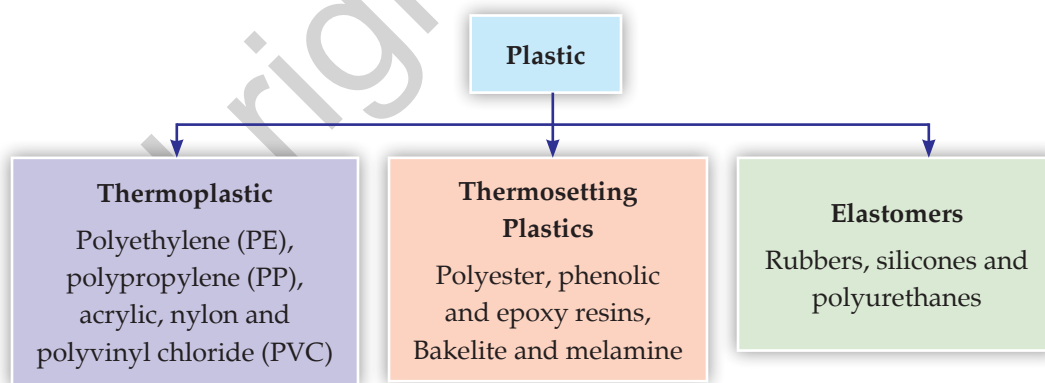 Plastic
Thermoplastic
Polyethylene (PE),
polypropylene (PP),
acrylic, nylon and
polyvinyl chloride (PVC)
Thermosetting
Plastics
Polyester, phenolic
and epoxy resins,
Bakelite and melamine
Elastomers
Rubbers, silicones and
polyurethanes